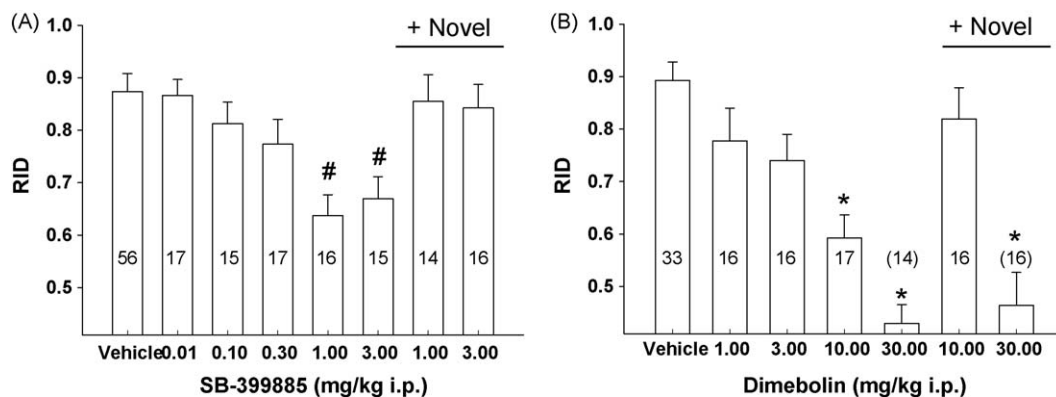 (A)
+ Novel
1.0
0.9
0.8
0.7
0.6
0.5
RID
# #
56 17 15 17 16 15 14 16
Vehicle 0.01 0.10 0.30 1.00 3.00 1.00 3.00
SB-399885 (mg/kg i.p.)
(B)
+ Novel
1.0
0.9
0.8
0.7
0.6
0.5
RID
* * *
33 16 16 17 (14) 16 (16)
Vehicle 1.00 3.00 10.00 30.00 10.00 30.00
Dimebolin (mg/kg i.p.)